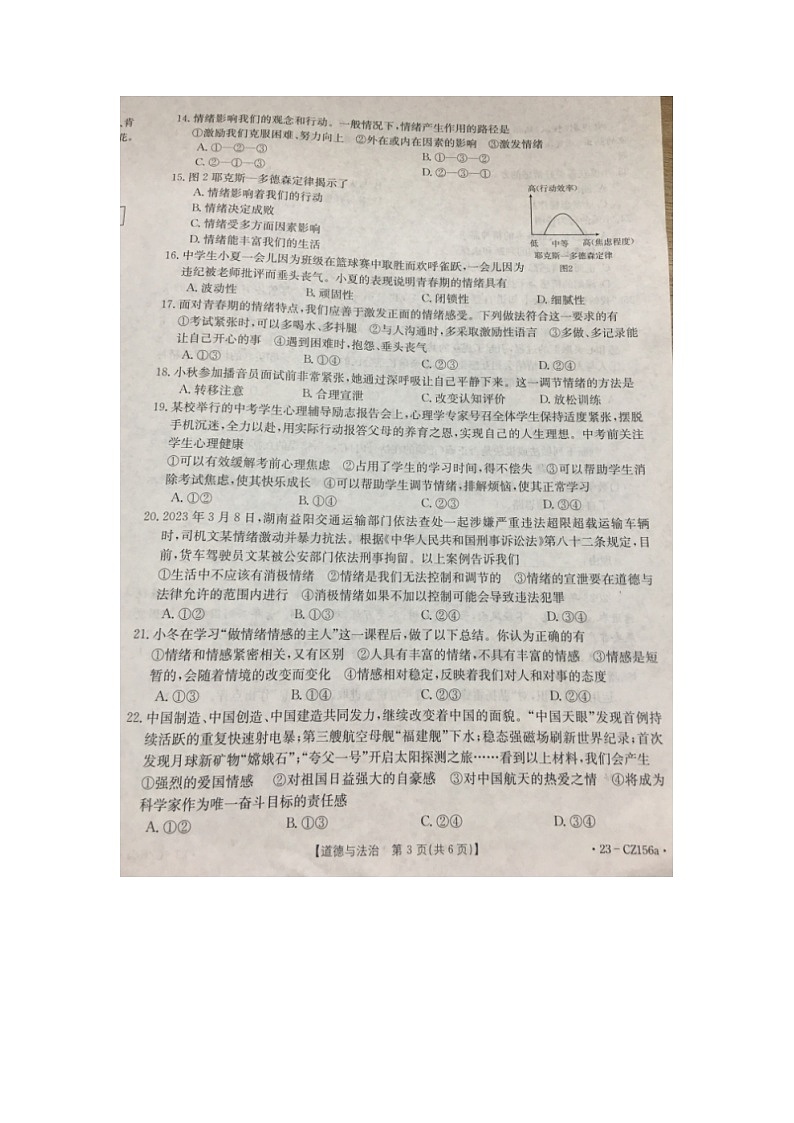 ,肯
花。
14. 情绪影响我们的观念和行动。一般情况下,情绪产生作用的路径是
①激励我们克服困难、努力向上 ②外在或内在因素的影响 ③激发情绪
A. ①—②—③ B. ①—③—②
C. ②—①—③ D. ②—③—①
15. 图 2 耶克斯—多德森定律揭示了
A. 情绪影响着我们的行动
B. 情绪决定成败
C. 情绪受多方面因素影响
D. 情绪能丰富我们的生活
高(行动效率)
低 中等 高(焦虑程度)
耶克斯—多德森定律
图2
16. 中学生小夏一会儿因为班级在篮球赛中取胜而欢呼雀跃,一会儿因为
违纪被老师批评而垂头丧气。小夏的表现说明青春期的情绪具有
A. 波动性 B. 顽固性 C. 闭锁性 D. 细腻性
17. 面对青春期的情绪特点,我们应善于激发正面的情绪感受。下列做法符合这一要求的有
①考试紧张时,可以多喝水、多抖腿 ②与人沟通时,多采取激励性语言 ③多做、多记录能
让自己开心的事 ④遇到困难时,抱怨、垂头丧气
A. ①③ B. ①④ C. ②③ D. ②④
18. 小秋参加播音员面试前非常紧张,她通过深呼吸让自己平静下来。这一调节情绪的方法是
A. 转移注意 B. 合理宣泄 C. 改变认知评价 D. 放松训练
19. 某校举行的中考学生心理辅导励志报告会上,心理学专家号召全体学生保持适度紧张,摆脱
手机沉迷,全力以赴,用实际行动报答父母的养育之恩,实现自己的人生理想。中考前关注
学生心理健康
①可以有效缓解考前心理焦虑 ②占用了学生的学习时间,得不偿失 ③可以帮助学生消
除考试焦虑,使其快乐成长 ④可以帮助学生调节情绪,排解烦恼,使其正常学习
A. ①② B. ①④ C. ②③ D. ③④
20. 2023 年 3 月 8 日,湖南益阳交通运输部门依法查处一起涉嫌严重违法超限超载运输车辆
时,司机文某情绪激动并暴力抗法。根据《中华人民共和国刑事诉讼法》第八十二条规定,目
前,货车驾驶员文某被公安部门依法刑事拘留。以上案例告诉我们
①生活中不应该有消极情绪 ②情绪是我们无法控制和调节的 ③情绪的宣泄要在道德与
法律允许的范围内进行 ④消极情绪如果不加以控制可能会导致违法犯罪
A. ①② B. ①③ C. ②④ D. ③④
21. 小冬在学习“做情绪情感的主人”这一课程后,做了以下总结。你认为正确的有
①情绪和情感紧密相关,又有区别 ②人具有丰富的情绪,不具有丰富的情感 ③情感是短
暂的,会随着情境的改变而变化 ④情感相对稳定,反映着我们对人和对事的态度
A. ①③ B. ①④ C. ②③ D. ②④
22. 中国制造、中国创造、中国建造共同发力,继续改变着中国的面貌。“中国天眼”发现首例持
续活跃的重复快速射电暴;第三艘航空母舰“福建舰”下水;稳态强磁场刷新世界纪录;首次
发现月球新矿物“嫦娥石”;“夸父一号”开启太阳探测之旅……看到以上材料,我们会产生
①强烈的爱国情感 ②对祖国日益强大的自豪感 ③对中国航天的热爱之情 ④将成为
科学家作为唯一奋斗目标的责任感
A. ①② B. ①③ C. ②④ D. ③④
【道德与法治 第 3 页(共 6 页)】
·23-CZ156a·